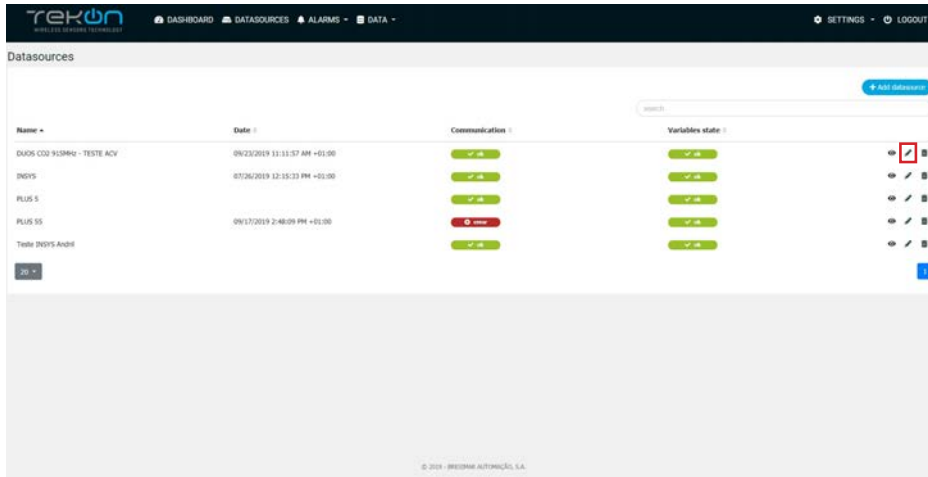 TEKON
WIRELESS SENSORS TECHNOLOGY
DASHBOARD DATASOURCES ALARMS DATA SETTINGS LOGOUT
Datasources
+ Add datasource
search
Name Date Communication Variables state
DUOS CO2 915MHz - TESTE ACV 09/23/2019 11:11:57 AM +01:00 ok ok
INSYS 07/26/2019 12:15:33 PM +01:00 ok ok
PLUS S ok ok
PLUS SS 09/17/2019 2:48:09 PM +01:00 error ok
Teste INSYS André ok ok
20 1
© 2019 - BRESIMAR AUTOMAÇÃO, S.A.